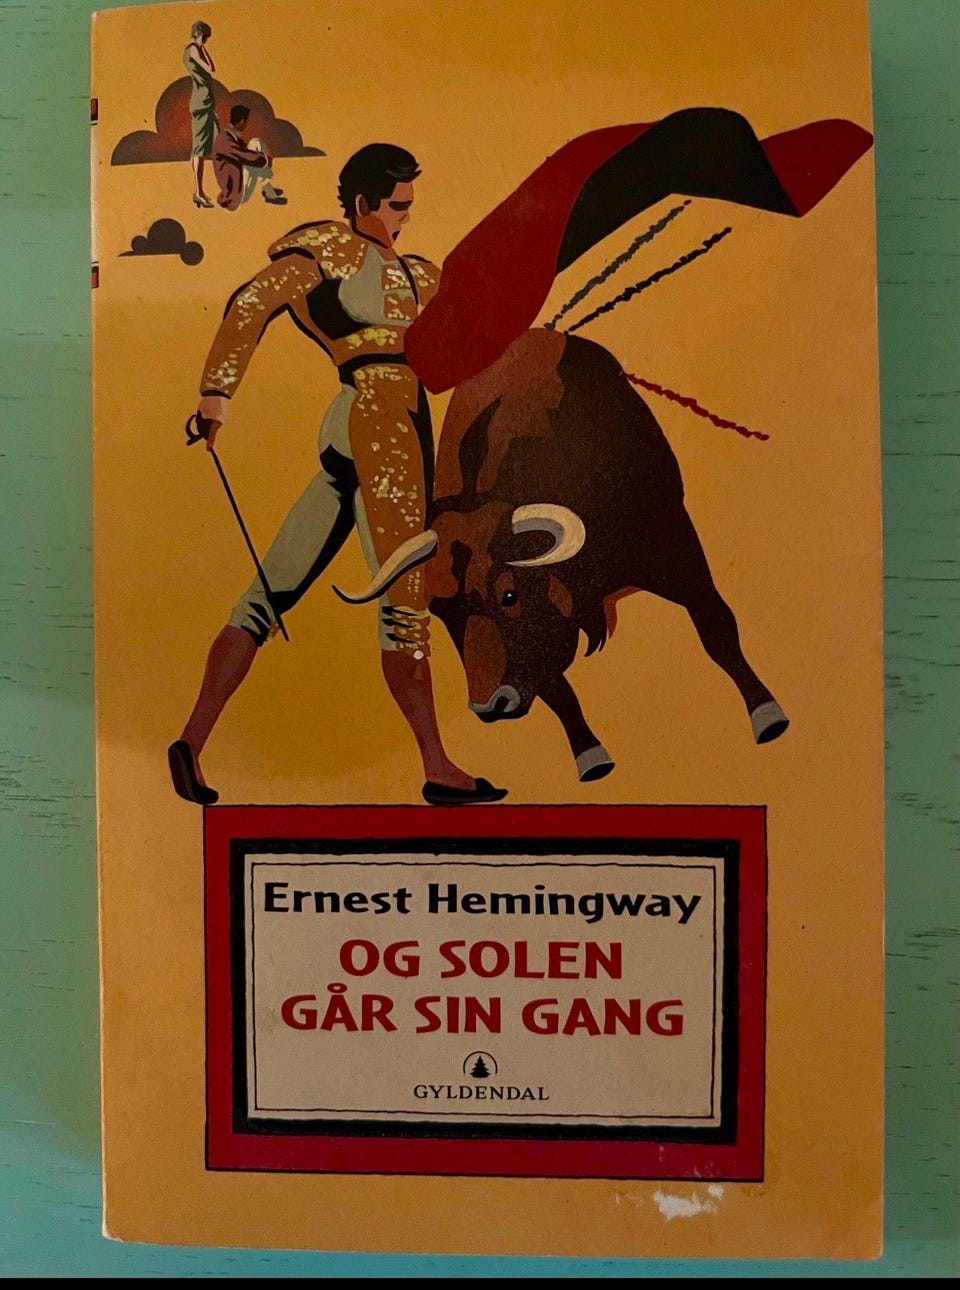 Ernest Hemingway
OG SOLEN
GÅR SIN GANG
GYLDENDAL